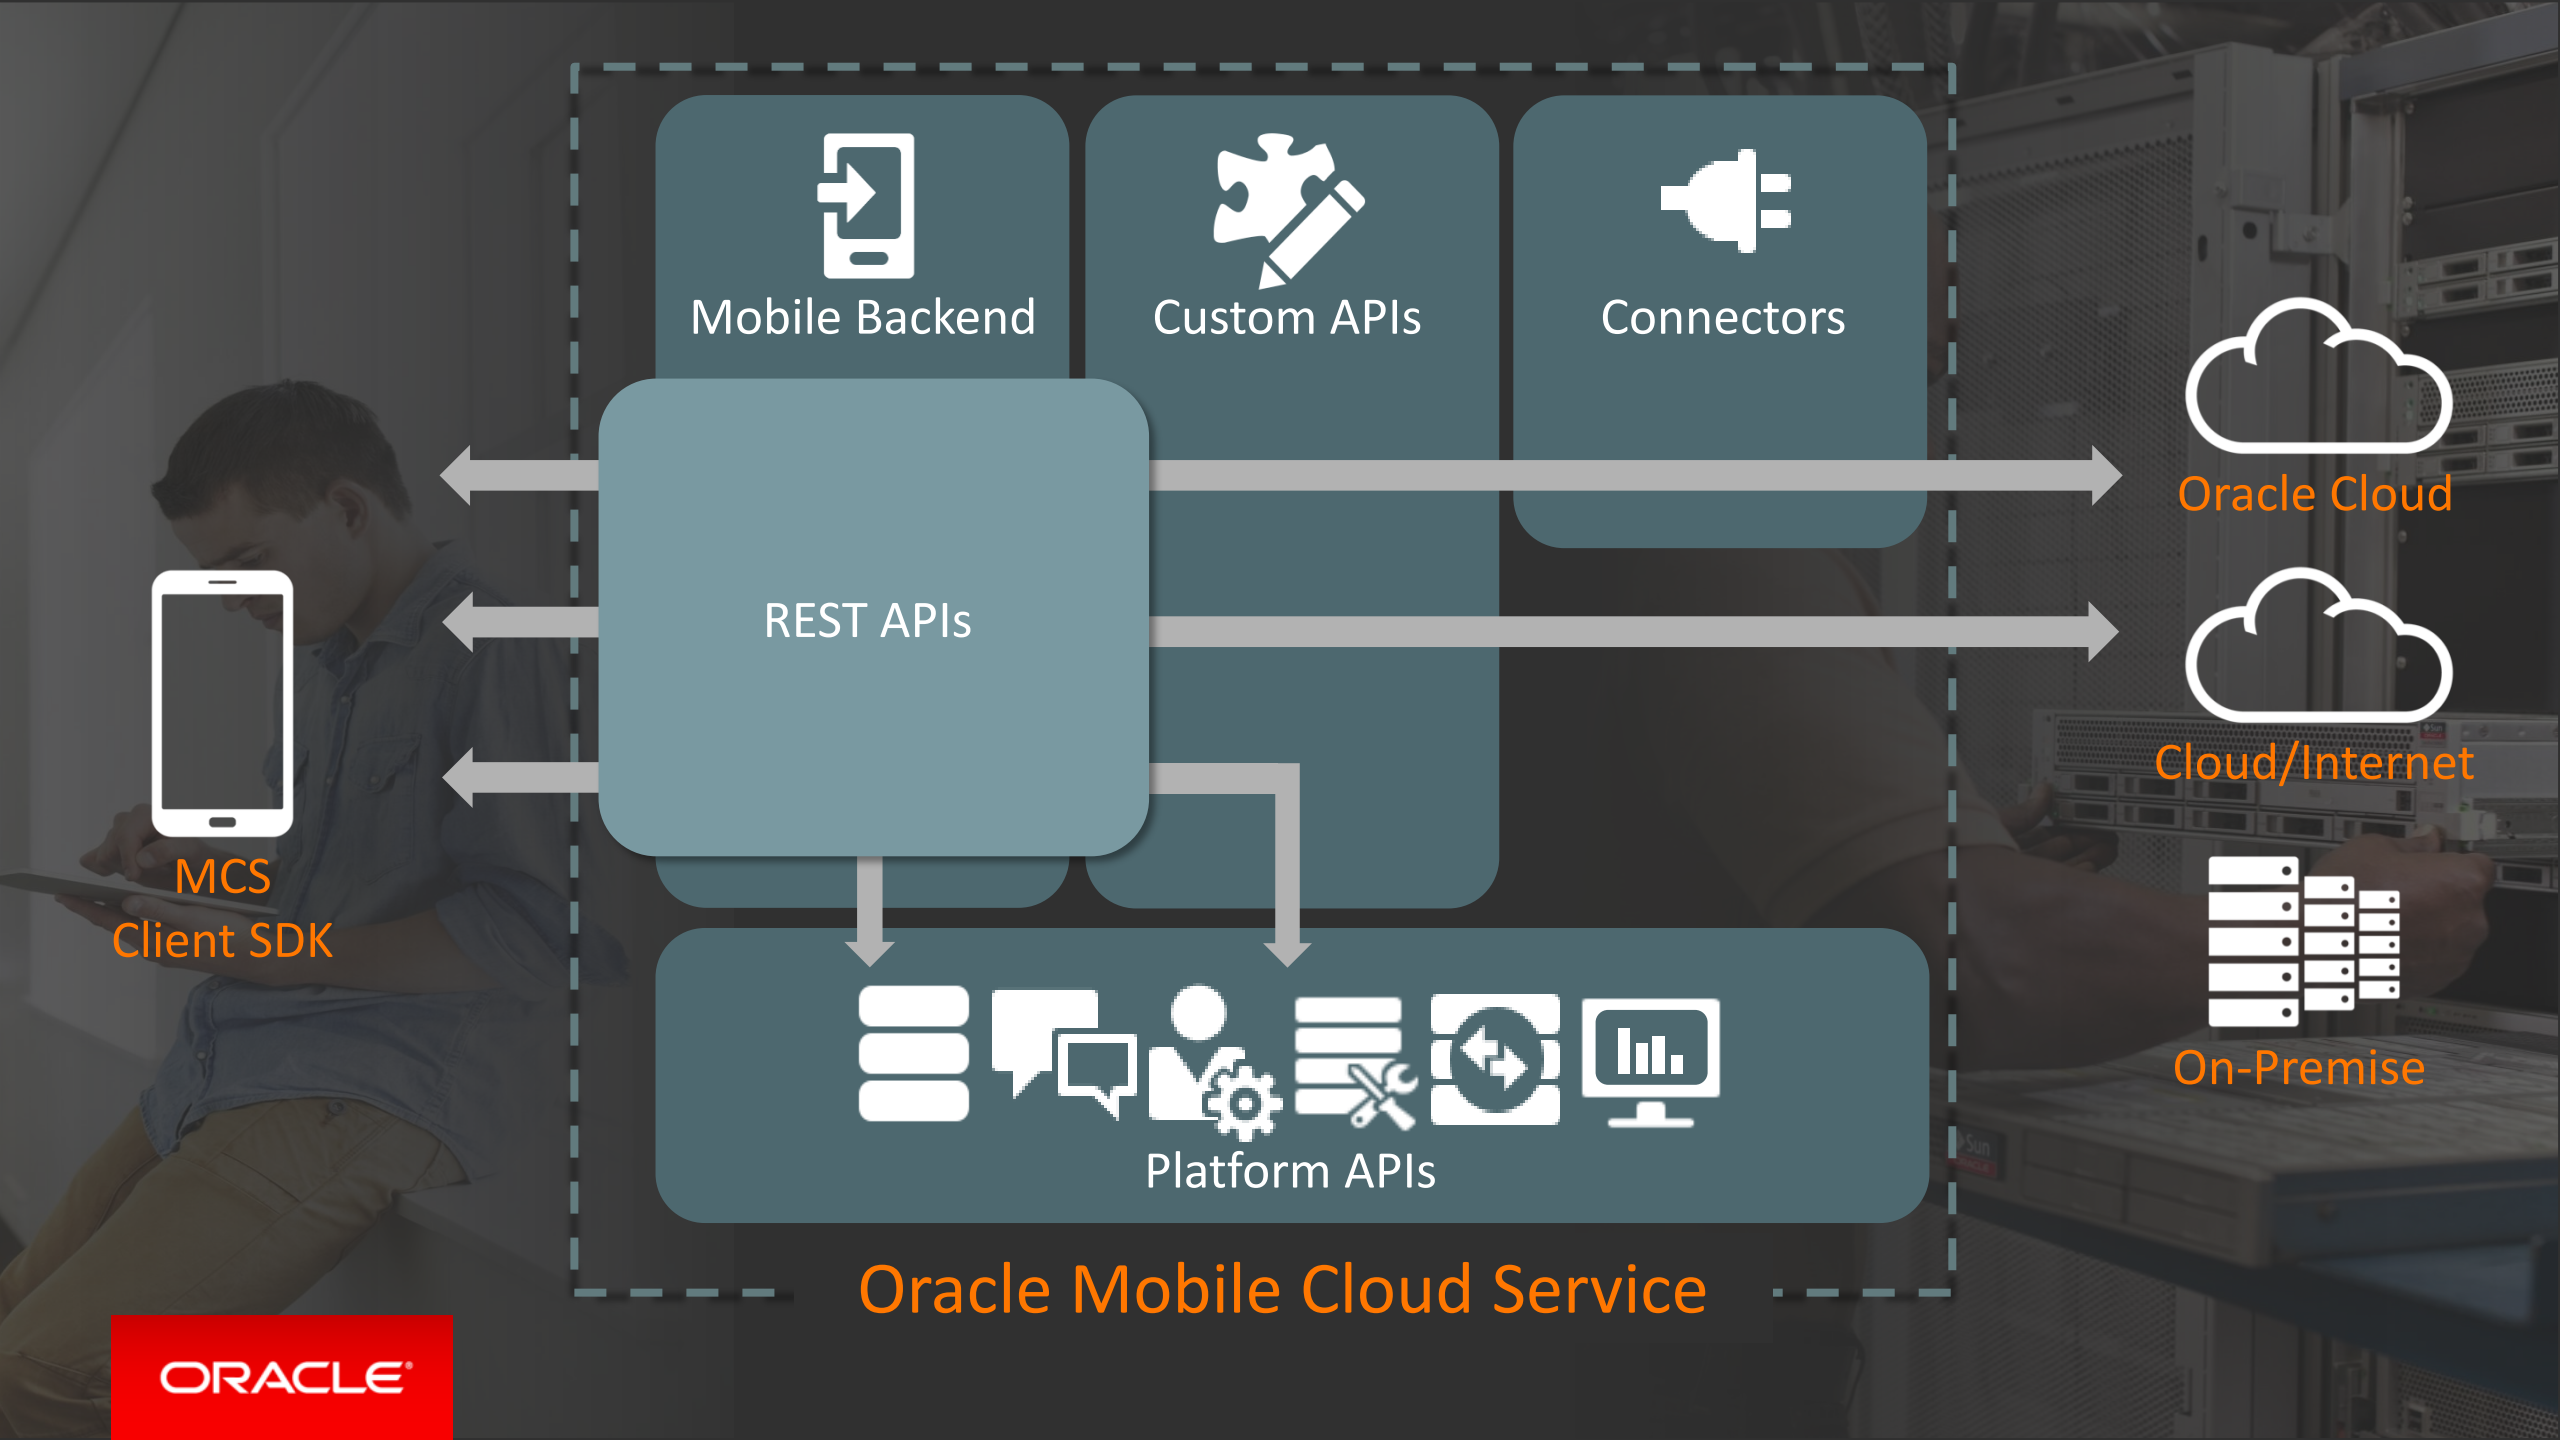 Mobile Backend
Custom APIs
Connectors
REST APIs
Oracle Cloud
Cloud/Internet
MCS
Client SDK
On-Premise
Sun
Platform APIs
Oracle Mobile Cloud Service
ORACLE®